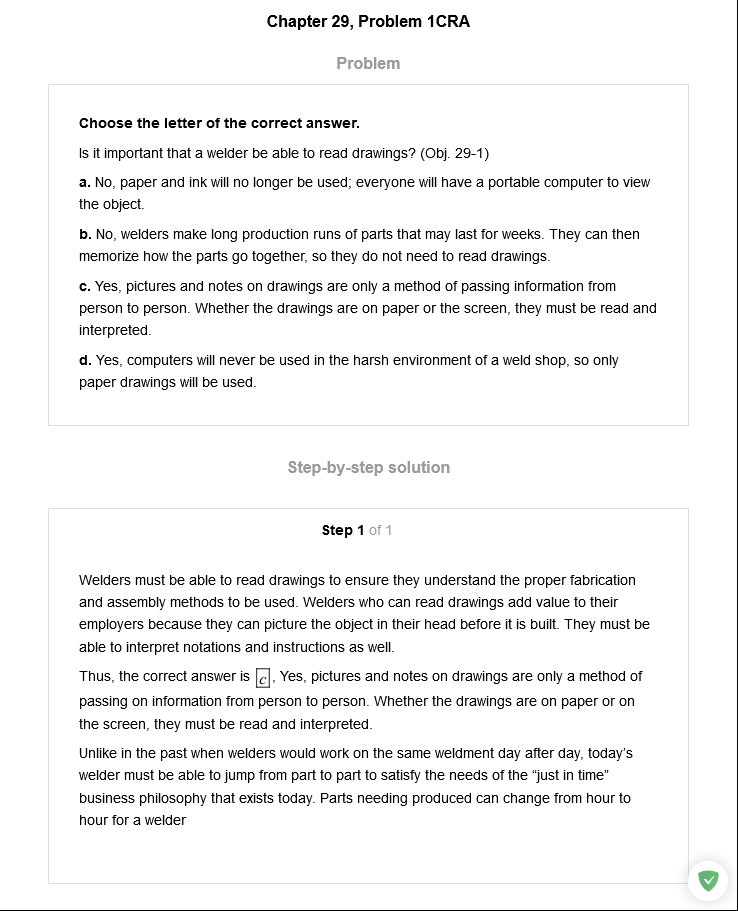 Chapter 29, Problem 1CRA
Problem
Choose the letter of the correct answer.
Is it important that a welder be able to read drawings? (Obj. 29-1)
a. No, paper and ink will no longer be used; everyone will have a portable computer to view
the object.
b. No, welders make long production runs of parts that may last for weeks. They can then
memorize how the parts go together, so they do not need to read drawings.
c. Yes, pictures and notes on drawings are only a method of passing information from
person to person. Whether the drawings are on paper or the screen, they must be read and
interpreted.
d. Yes, computers will never be used in the harsh environment of a weld shop, so only
paper drawings will be used.
Step-by-step solution
Step 1 of 1
Welders must be able to read drawings to ensure they understand the proper fabrication
and assembly methods to be used. Welders who can read drawings add value to their
employers because they can picture the object in their head before it is built. They must be
able to interpret notations and instructions as well.
Thus, the correct answer is c, Yes, pictures and notes on drawings are only a method of
passing on information from person to person. Whether the drawings are on paper or on
the screen, they must be read and interpreted.
Unlike in the past when welders would work on the same weldment day after day, today’s
welder must be able to jump from part to part to satisfy the needs of the “just in time”
business philosophy that exists today. Parts needing produced can change from hour to
hour for a welder